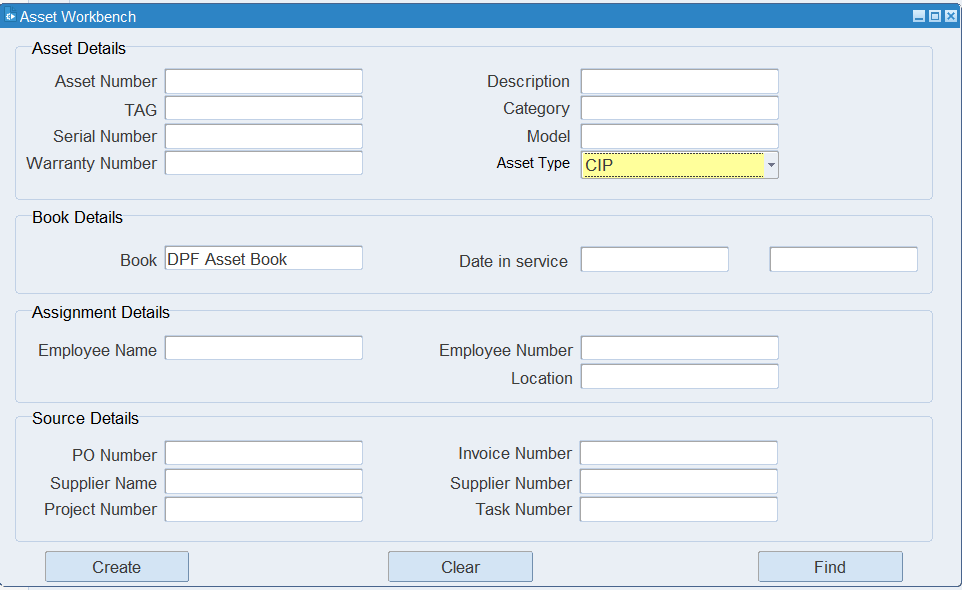 Asset Workbench
Asset Details
Asset Number
Description
TAG
Category
Serial Number
Model
Warranty Number
Asset Type CIP
Book Details
Book DPF Asset Book
Date in service
Assignment Details
Employee Name
Employee Number
Location
Source Details
PO Number
Invoice Number
Supplier Name
Supplier Number
Project Number
Task Number
Create
Clear
Find